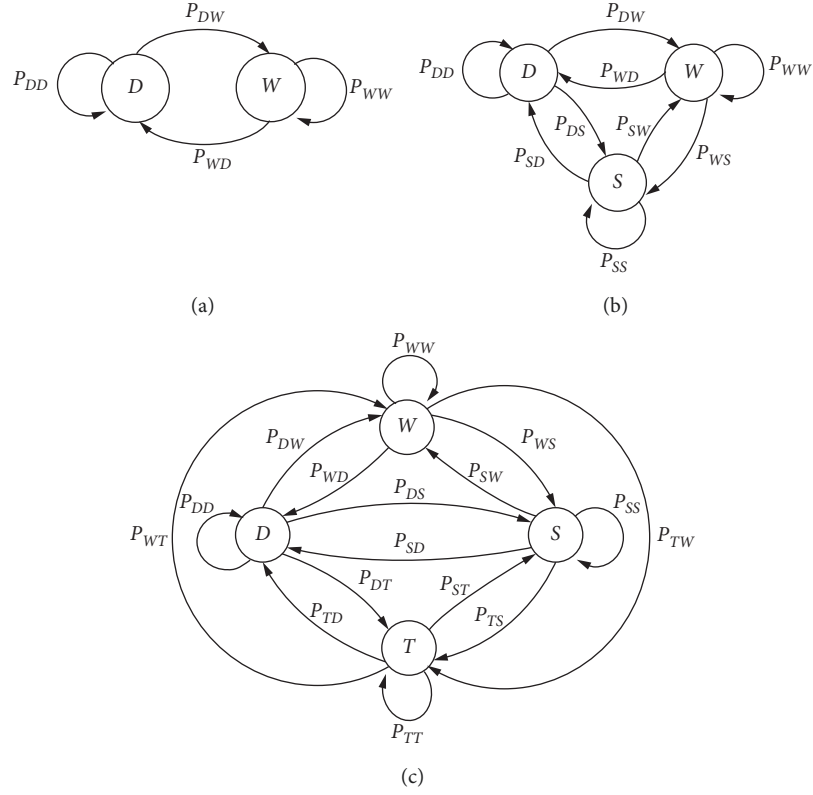 P_DW
P_DD
D
W
P_WW
P_WD
(a)
P_DW
P_DD
D
P_WD
W
P_WW
P_DS
P_SW
P_SD
P_WS
S
P_SS
(b)
P_WW
W
P_DW
P_WS
P_WD
P_SW
P_DD
P_DS
P_SS
P_WT
D
S
P_TW
P_SD
P_DT
P_ST
P_TD
P_TS
T
P_TT
(c)